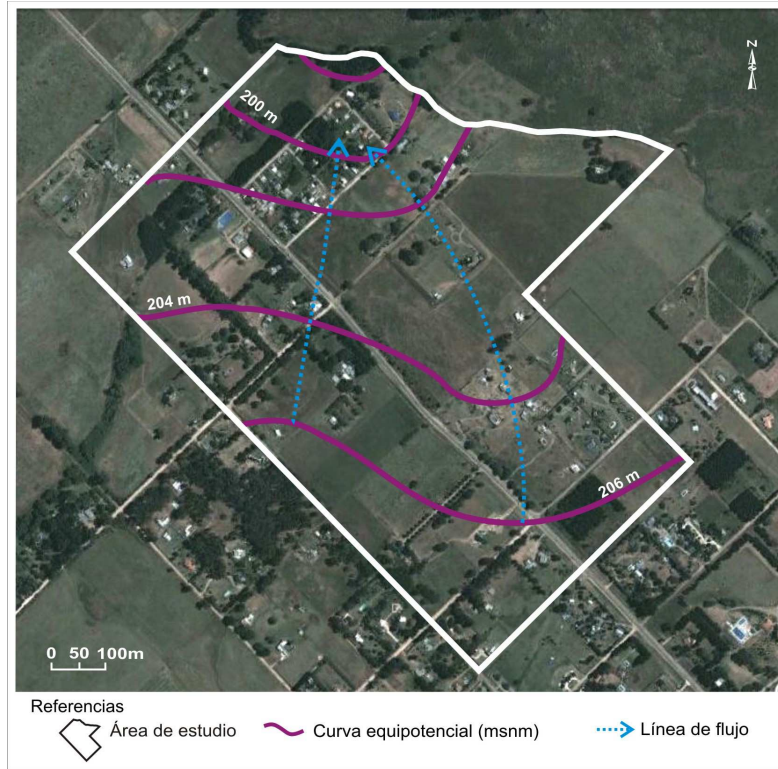 N
200 m
204 m
206 m
0 50 100m
Referencias
Área de estudio
Curva equipotencial (msnm)
Línea de flujo